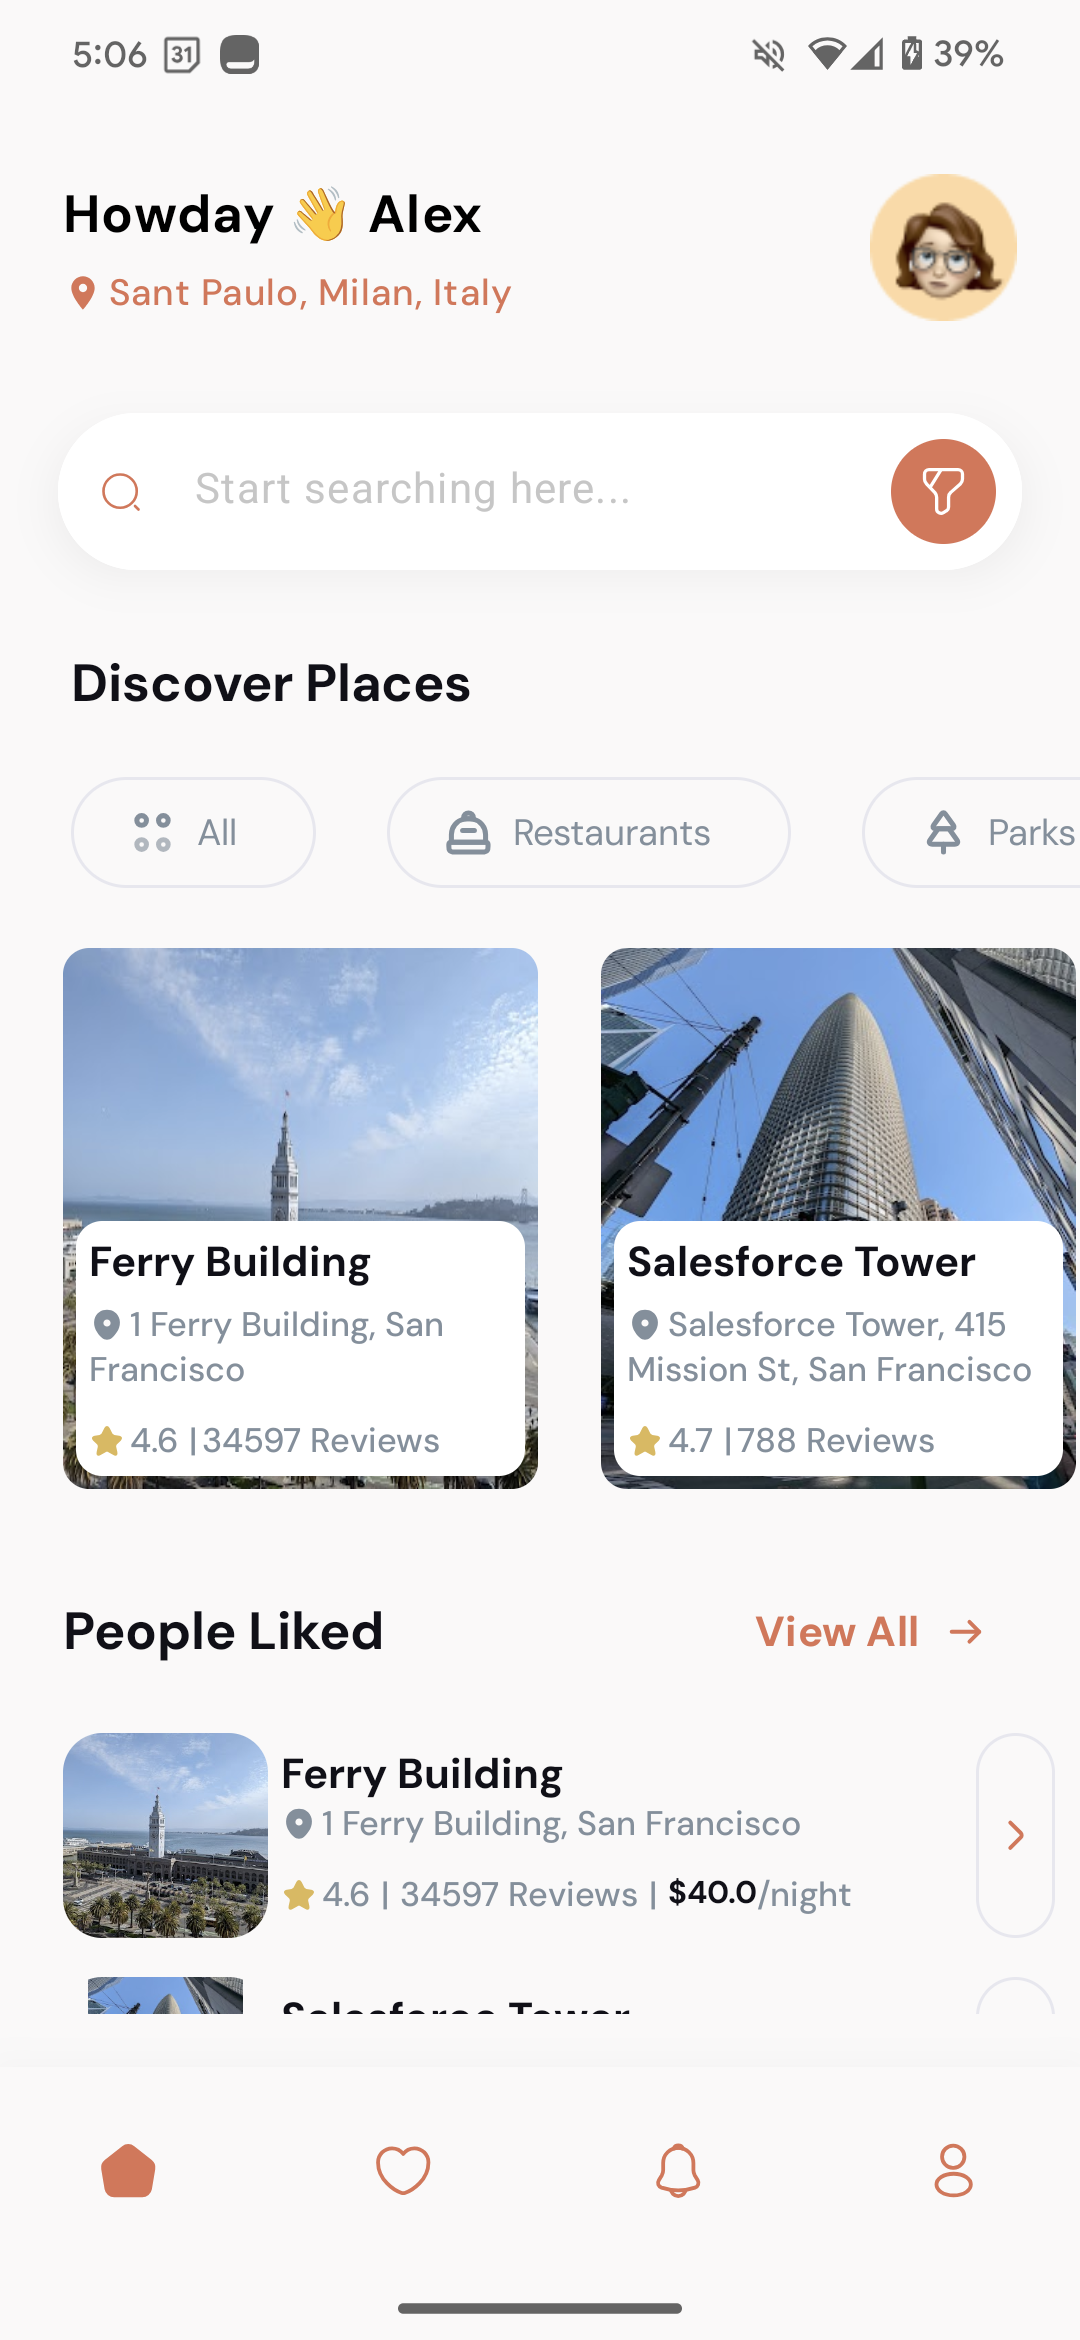 5:06 31 39%
Howday 👋 Alex
Sant Paulo, Milan, Italy
Start searching here...
Discover Places
All Restaurants Parks
Ferry Building
1 Ferry Building, San
Francisco
4.6 | 34597 Reviews
Salesforce Tower
Salesforce Tower, 415
Mission St, San Francisco
4.7 | 788 Reviews
People Liked View All →
Ferry Building
1 Ferry Building, San Francisco
4.6 | 34597 Reviews | $40.0/night
Salesforce Tower